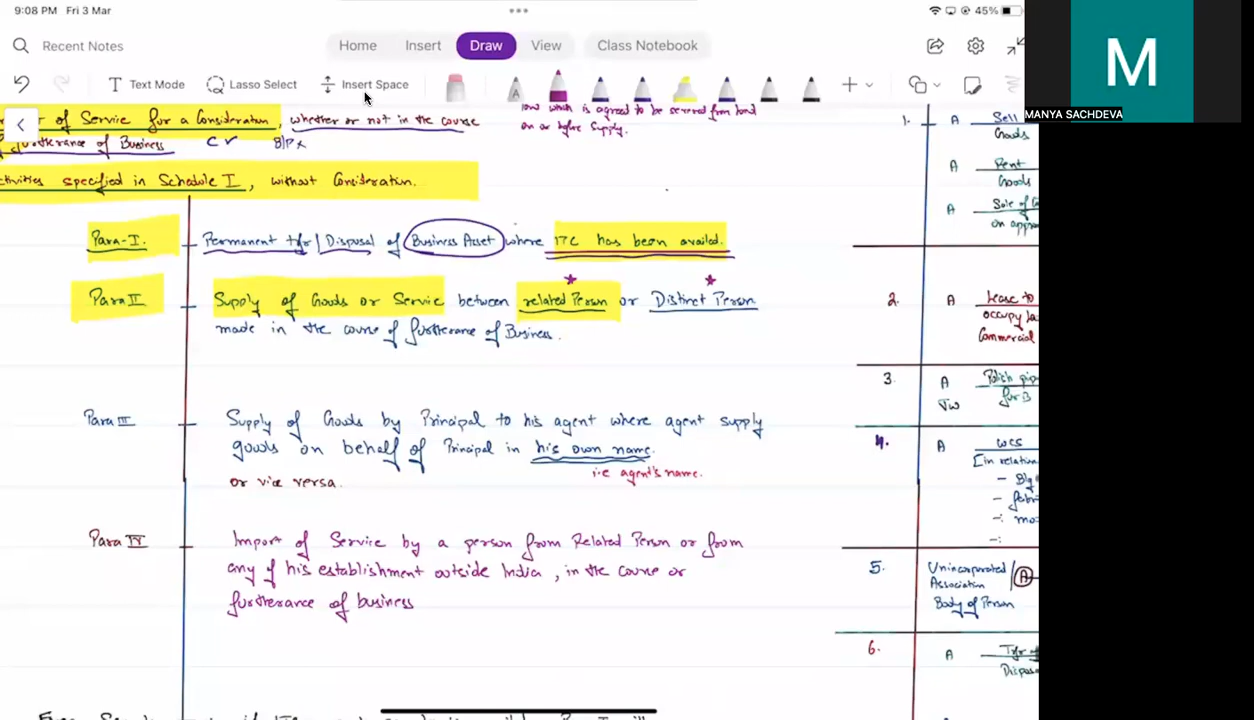 9:08 PM Fri 3 Mar
45%
Recent Notes
Home Insert Draw View Class Notebook
Text Mode Lasso Select Insert Space
M
MANYA SACHDEVA
of Service for a Consideration, whether or not in the course
furtherance of Business
which is agreed to be served from
on or before Supply.
specified in Schedule I, without Consideration.
Para-I. Permanent tfr / Disposal of Business Asset where ITC has been availed.
Para II Supply of Goods or Service between related Person or Distinct Person
made in the course of furtherance of Business.
Para III Supply of Goods by Principal to his agent where agent supply
goods on behalf of Principal in his own name.
i.e agent's name.
or vice versa.
Para IV Import of Service by a person from Related Person or from
any of his establishment outside India, in the course or
furtherance of business
1. A Sell
Goods
A Rent
Goods
A Sale of
on
2. A Lease to
occupy
Commercial
3. A Polish
JW for B
4. A WCS
[In relation
5. Unincorporated A
Association
Body of Person
6. A Tfr of